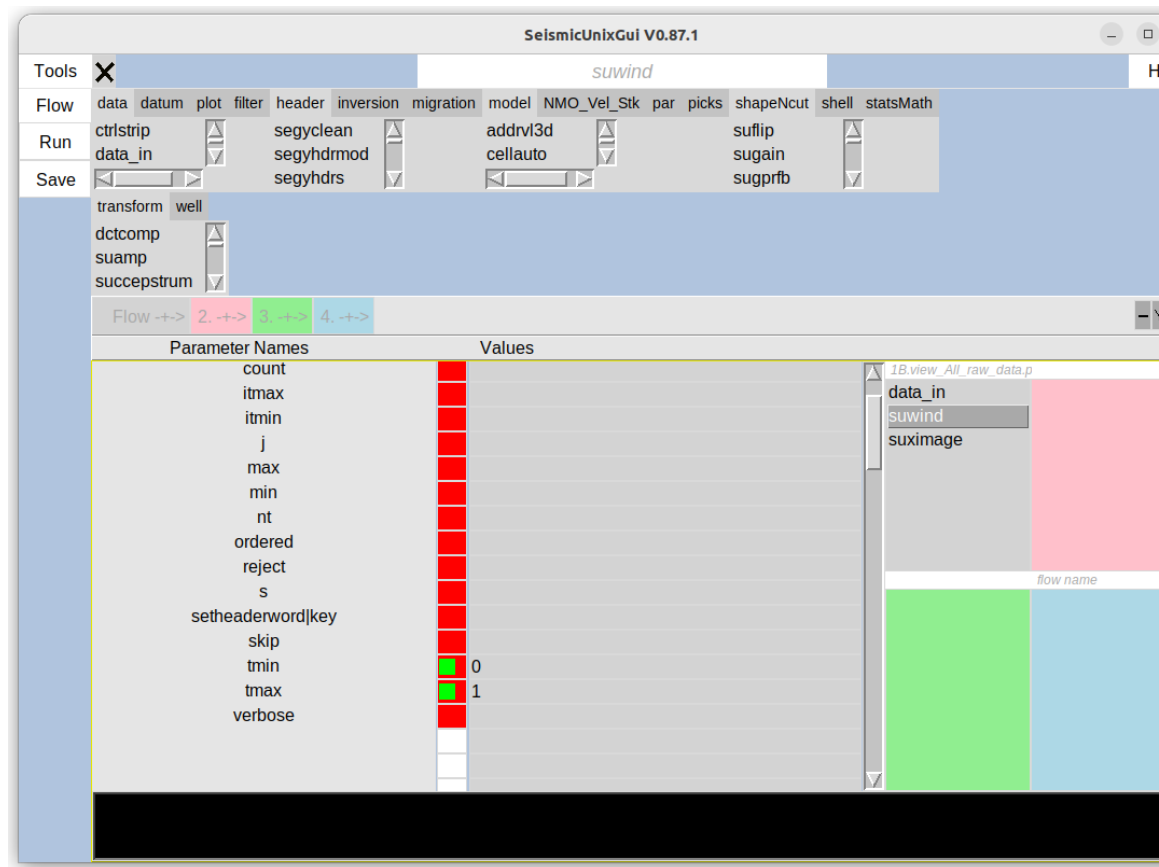 SeismicUnixGui V0.87.1
Tools suwind H
Flow data datum plot filter header inversion migration model NMO_Vel_Stk par picks shapeNcut shell statsMath
Run ctrlstrip segyclean addrvl3d suflip
data_in segyhdrmod cellauto sugain
Save segyhdrs sugprfb
transform well
dctcomp
suamp
succepstrum
Flow -+-> 2. -+-> 3. -+-> 4. -+->
Parameter Names Values
count 1B.view_All_raw_data.p
itmax data_in
itmin suwind
j suximage
max
min
nt
ordered
reject
s flow name
setheaderword|key
skip
tmin 0
tmax 1
verbose